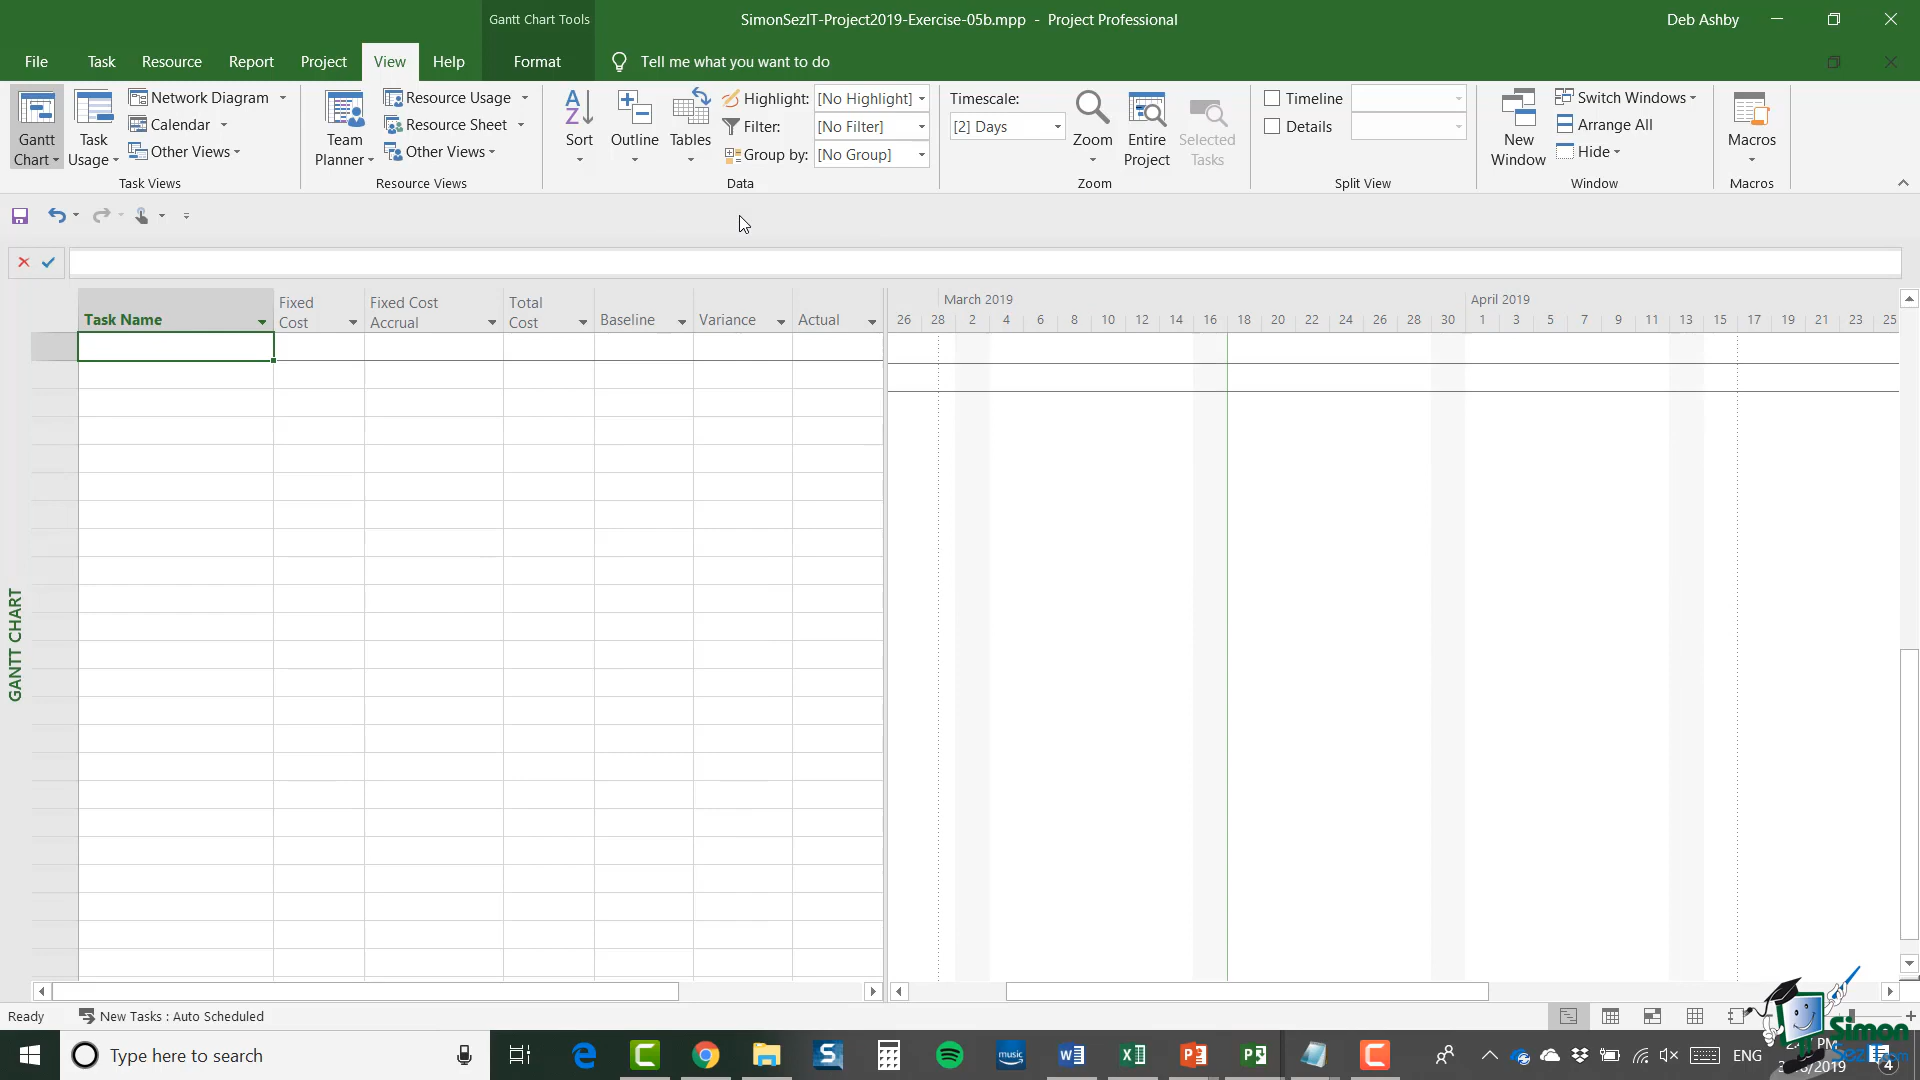 Gantt Chart Tools
SimonSezIT-Project2019-Exercise-05b.mpp - Project Professional
Deb Ashby
File
Task
Resource
Report
Project
View
Help
Format
Tell me what you want to do
Gantt
Chart
Task
Usage
Network Diagram
Calendar
Other Views
Task Views
Team
Planner
Resource Usage
Resource Sheet
Other Views
Resource Views
Sort
Outline
Tables
Highlight: [No Highlight]
Filter: [No Filter]
Group by: [No Group]
Data
Timescale:
[2] Days
Zoom
Entire
Project
Selected
Tasks
Zoom
Timeline
Details
Split View
New
Window
Switch Windows
Arrange All
Hide
Window
Macros
Macros
Task Name
Fixed
Cost
Fixed Cost
Accrual
Total
Cost
Baseline
Variance
Actual
March 2019
April 2019
26 28 2 4 6 8 10 12 14 16 18 20 22 24 26 28 30 1 3 5 7 9 11 13 15 17 19 21 23 25
GANTT CHART
Ready
New Tasks : Auto Scheduled
Type here to search
music
ENG
PM
/2019
4
Simon
SezIT.com